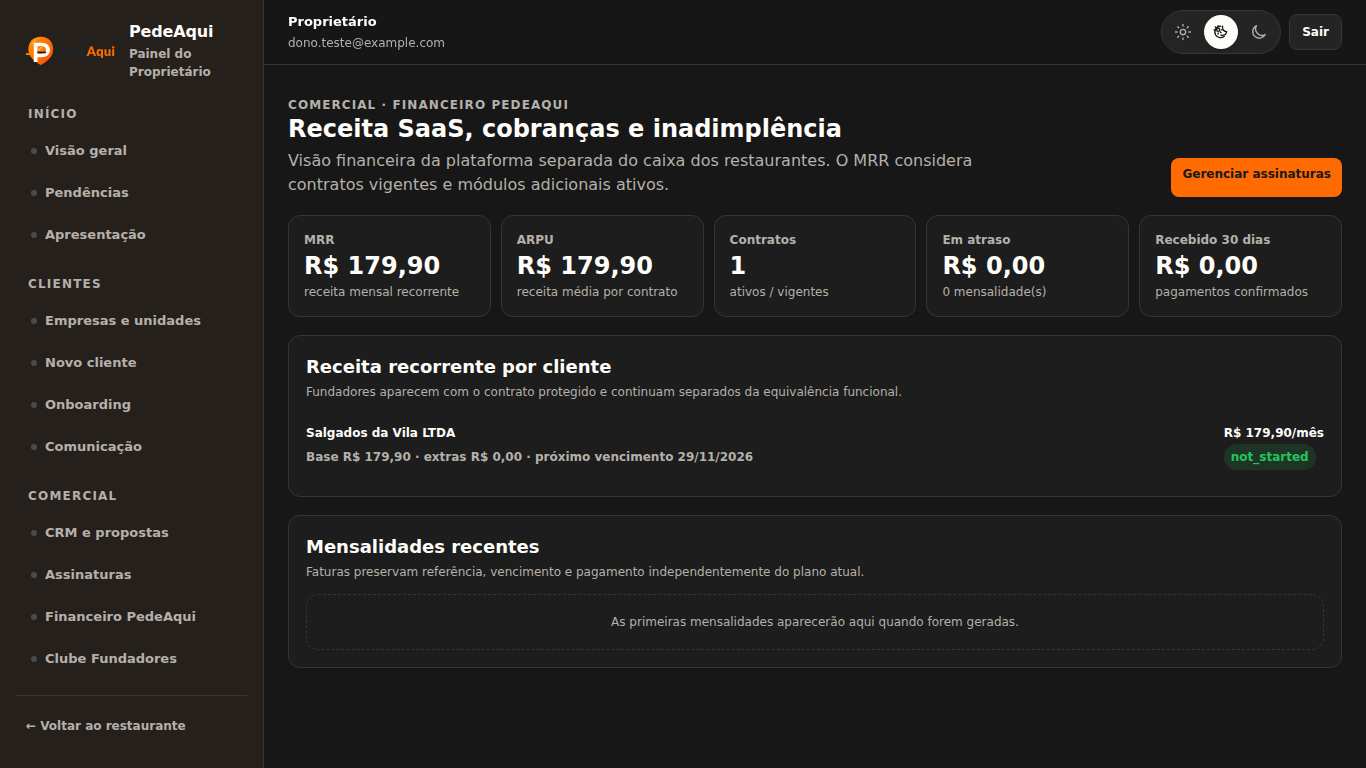 P
Aqui
PedeAqui
Painel do
Proprietário
INÍCIO
Visão geral
Pendências
Apresentação
CLIENTES
Empresas e unidades
Novo cliente
Onboarding
Comunicação
COMERCIAL
CRM e propostas
Assinaturas
Financeiro PedeAqui
Clube Fundadores
← Voltar ao restaurante
Proprietário
dono.teste@example.com
Sair
COMERCIAL · FINANCEIRO PEDEAQUI
Receita SaaS, cobranças e inadimplência
Visão financeira da plataforma separada do caixa dos restaurantes. O MRR considera
contratos vigentes e módulos adicionais ativos.
Gerenciar assinaturas
MRR
R$ 179,90
receita mensal recorrente
ARPU
R$ 179,90
receita média por contrato
Contratos
1
ativos / vigentes
Em atraso
R$ 0,00
0 mensalidade(s)
Recebido 30 dias
R$ 0,00
pagamentos confirmados
Receita recorrente por cliente
Fundadores aparecem com o contrato protegido e continuam separados da equivalência funcional.
Salgados da Vila LTDA
R$ 179,90/mês
Base R$ 179,90 · extras R$ 0,00 · próximo vencimento 29/11/2026
not_started
Mensalidades recentes
Faturas preservam referência, vencimento e pagamento independentemente do plano atual.
As primeiras mensalidades aparecerão aqui quando forem geradas.